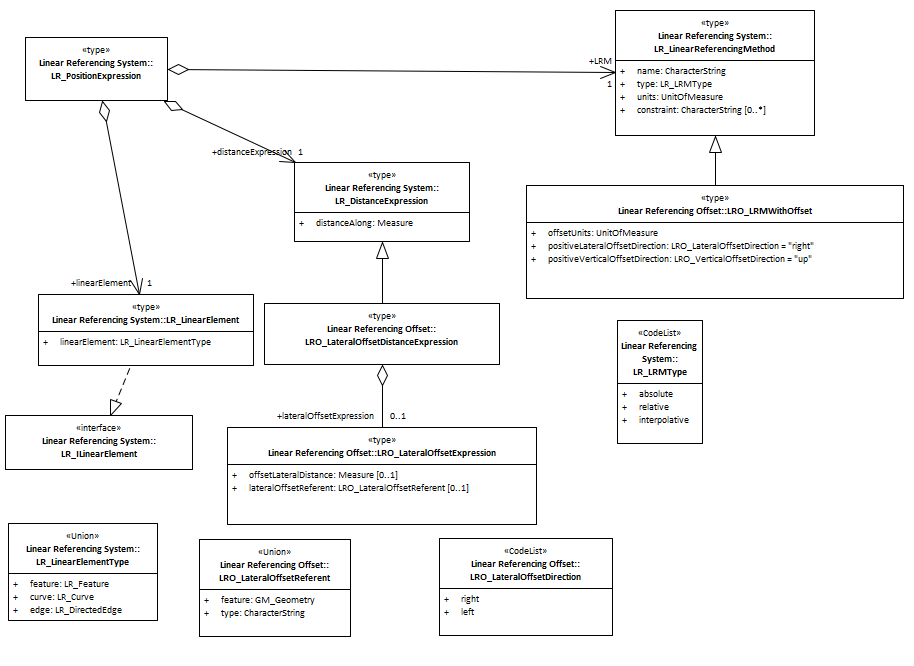 «type»
Linear Referencing System::
LR_PositionExpression
«type»
Linear Referencing System::
LR_LinearReferencingMethod
+ name: CharacterString
+ type: LR_LRMType
+ units: UnitOfMeasure
+ constraint: CharacterString [0..*]
+LRM
1
+distanceExpression 1
«type»
Linear Referencing System::
LR_DistanceExpression
+ distanceAlong: Measure
«type»
Linear Referencing Offset::LRO_LRMWithOffset
+ offsetUnits: UnitOfMeasure
+ positiveLateralOffsetDirection: LRO_LateralOffsetDirection = "right"
+ positiveVerticalOffsetDirection: LRO_VerticalOffsetDirection = "up"
+linearElement 1
«type»
Linear Referencing System::LR_LinearElement
+ linearElement: LR_LinearElementType
«type»
Linear Referencing Offset::
LRO_LateralOffsetDistanceExpression
«CodeList»
Linear Referencing
System::
LR_LRMType
+ absolute
+ relative
+ interpolative
+lateralOffsetExpression 0..1
«interface»
Linear Referencing System::
LR_ILinearElement
«type»
Linear Referencing Offset::LRO_LateralOffsetExpression
+ offsetLateralDistance: Measure [0..1]
+ lateralOffsetReferent: LRO_LateralOffsetReferent [0..1]
«Union»
Linear Referencing System::
LR_LinearElementType
+ feature: LR_Feature
+ curve: LR_Curve
+ edge: LR_DirectedEdge
«Union»
Linear Referencing Offset::
LRO_LateralOffsetReferent
+ feature: GM_Geometry
+ type: CharacterString
«CodeList»
Linear Referencing Offset::
LRO_LateralOffsetDirection
+ right
+ left